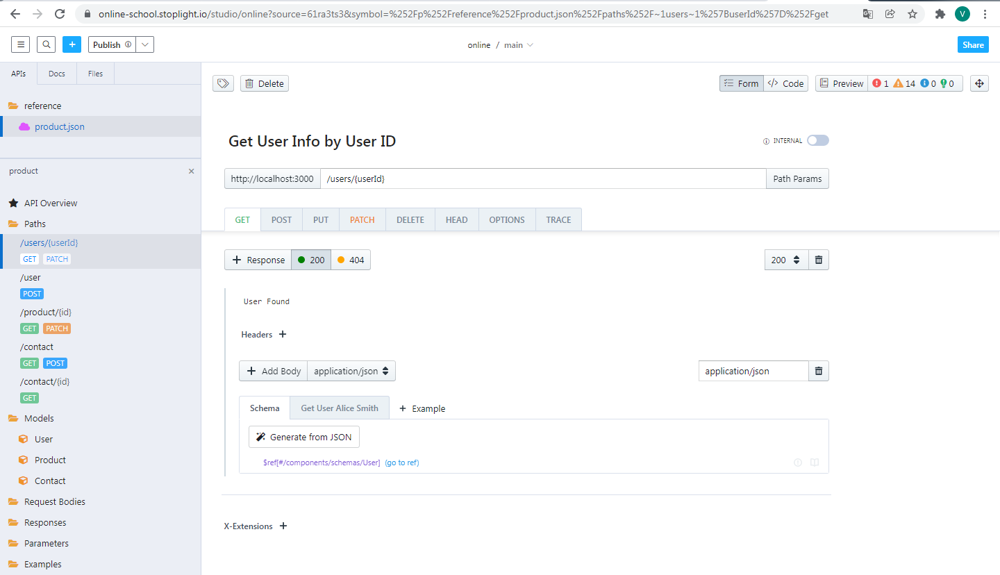 online-school.stoplight.io/studio/online?source=61ra3ts3&symbol=%252Fp%252Freference%252Fproduct.json%252Fpaths%252F~1users~1%257BuserId%257D%252Fget
V
Publish
online / main
Share
APIs Docs Files
reference
product.json
product
API Overview
Paths
/users/{userId}
GET PATCH
/user
POST
/product/{id}
GET PATCH
/contact
GET POST
/contact/{id}
GET
Models
User
Product
Contact
Request Bodies
Responses
Parameters
Examples
Delete
Form </> Code Preview 1 14 0 0
Get User Info by User ID
INTERNAL
http://localhost:3000 /users/{userId} Path Params
GET POST PUT PATCH DELETE HEAD OPTIONS TRACE
+ Response 200 404 200
User Found
Headers +
+ Add Body application/json application/json
Schema Get User Alice Smith + Example
Generate from JSON
$ref[#/components/schemas/User] (go to ref)
X-Extensions +